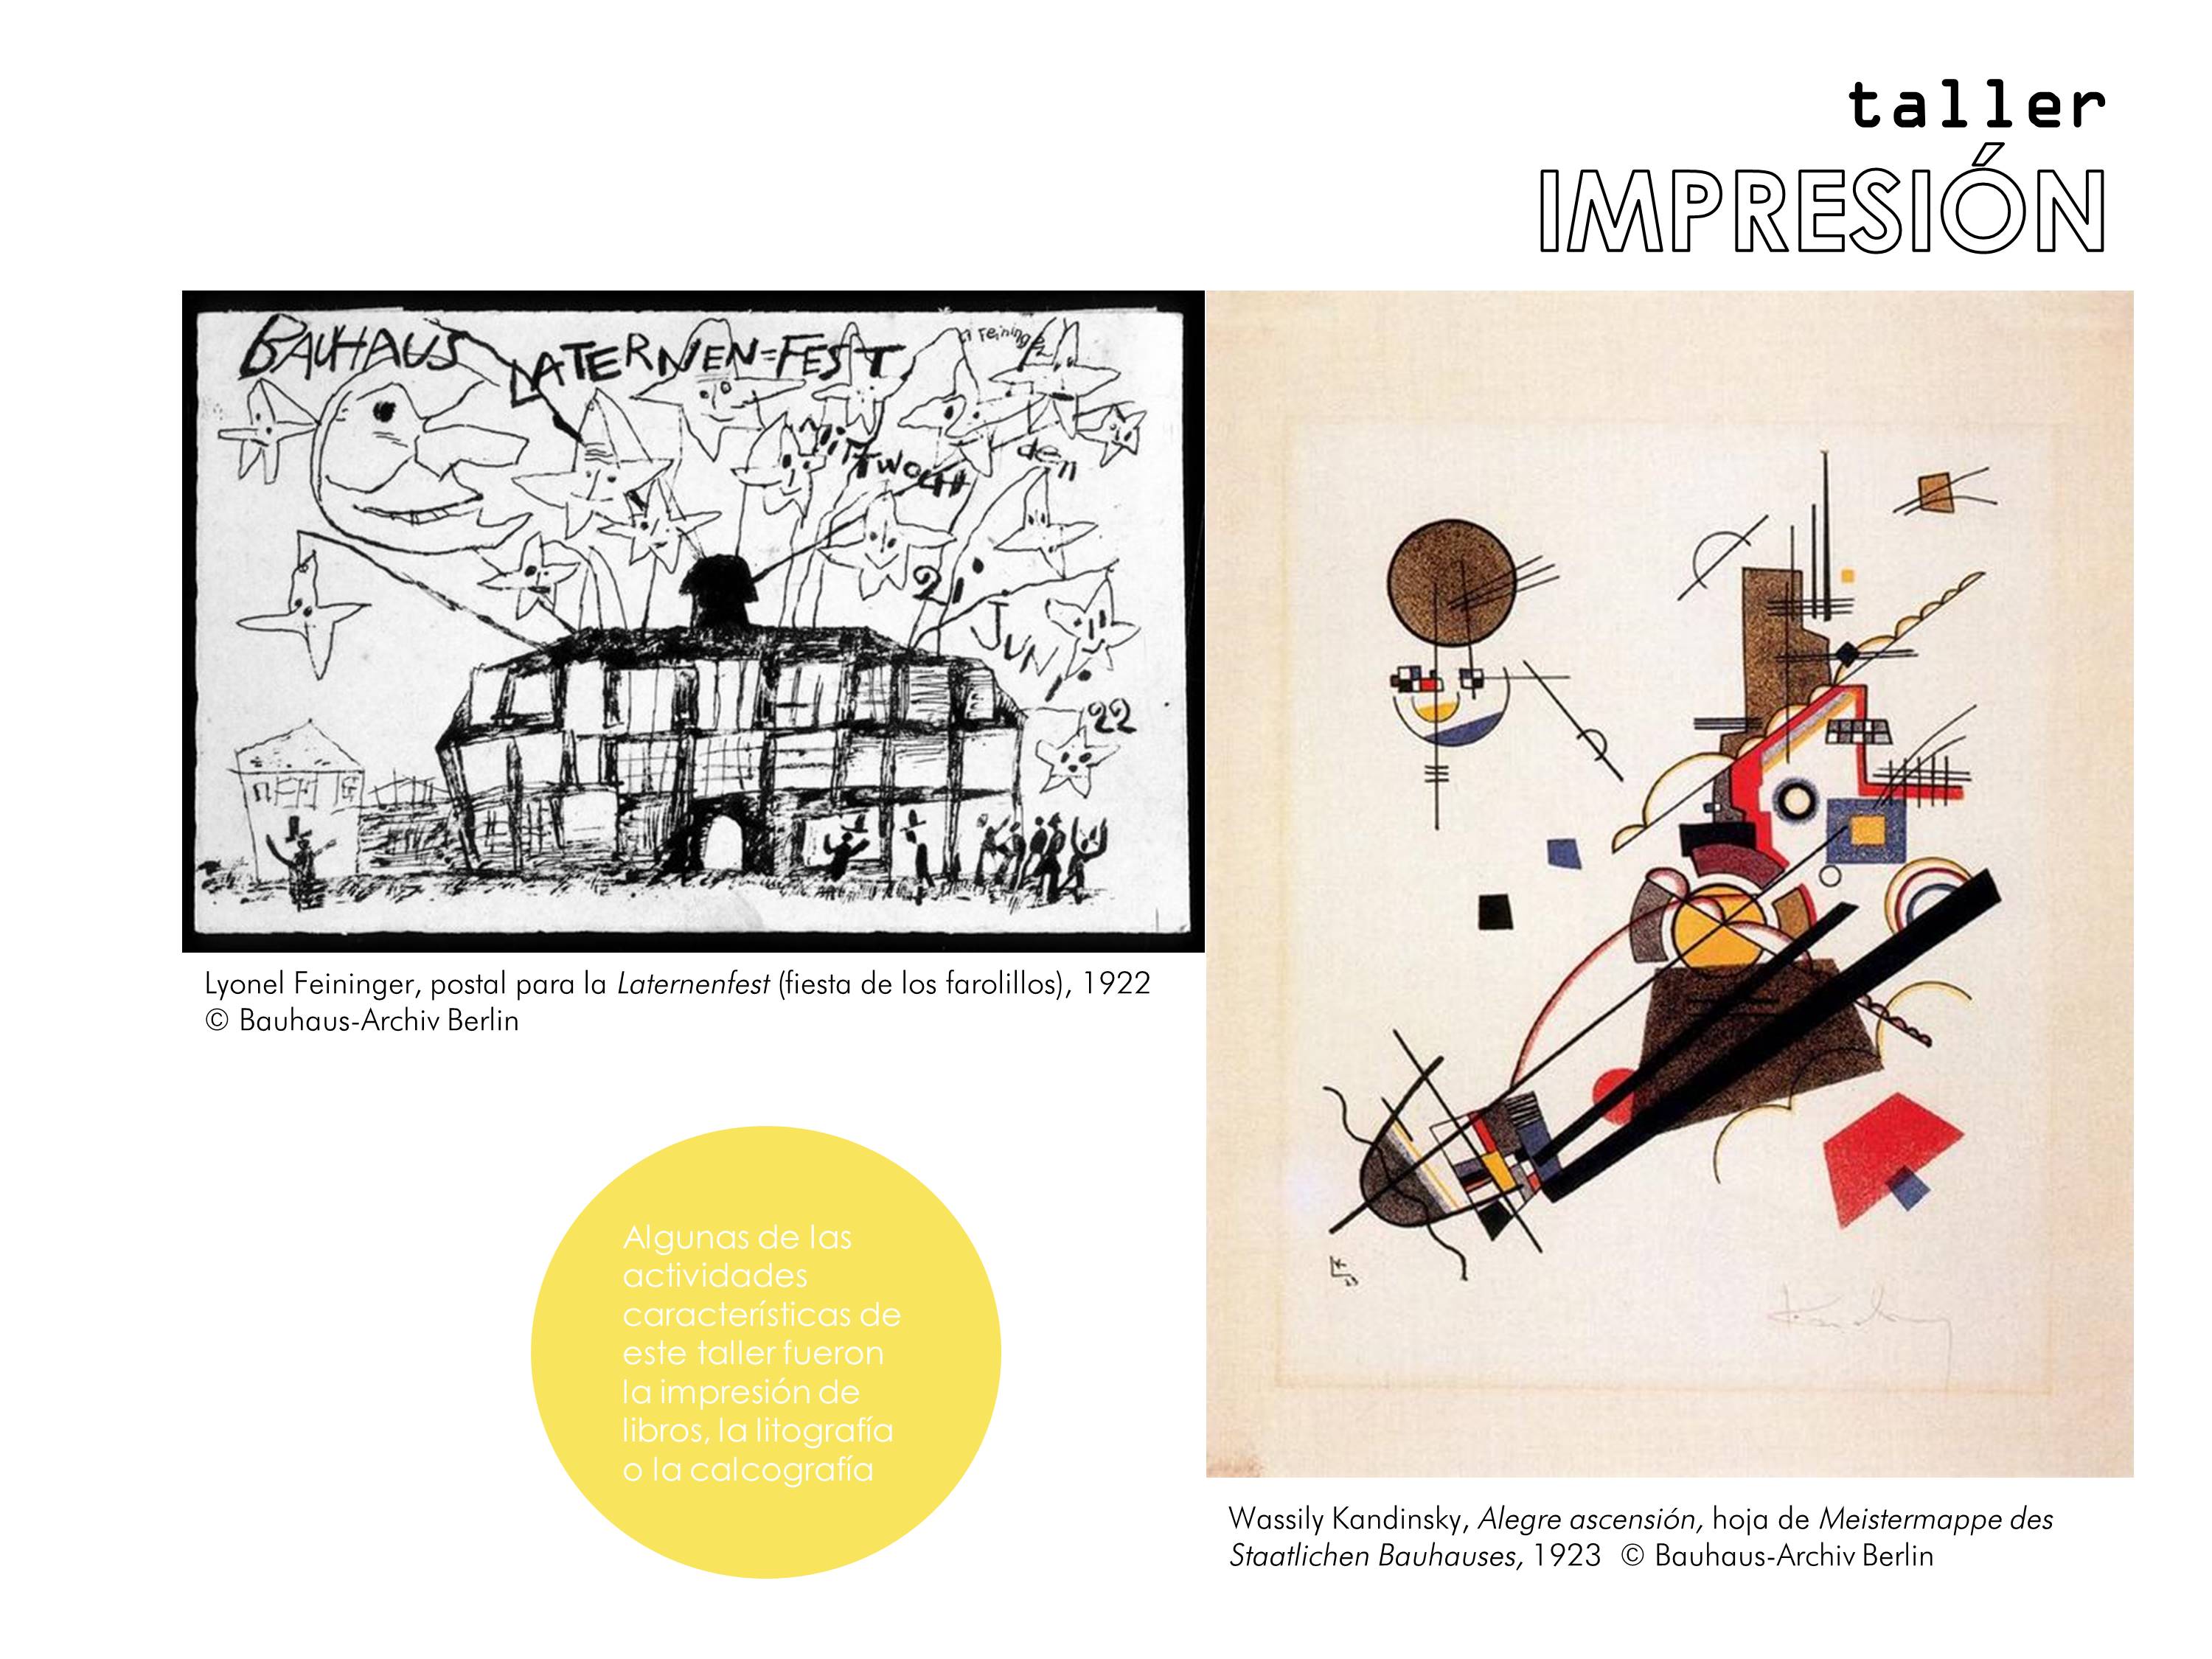 taller
IMPRESIÓN
BAUHAUS LATERNEN=FEST
Feininger
MITTWOCH den
21.
JUNI.
22
Lyonel Feininger, postal para la Laternenfest (fiesta de los farolillos), 1922
© Bauhaus-Archiv Berlin
Algunas de las
actividades
características de
este taller fueron
la impresión de
libros, la litografía
o la calcografía
K
23
Kandinsky
Wassily Kandinsky, Alegre ascensión, hoja de Meistermappe des
Staatlichen Bauhauses, 1923 © Bauhaus-Archiv Berlin